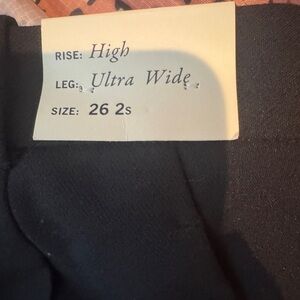 RISE: High
LEG: Ultra Wide
SIZE: 26 2s